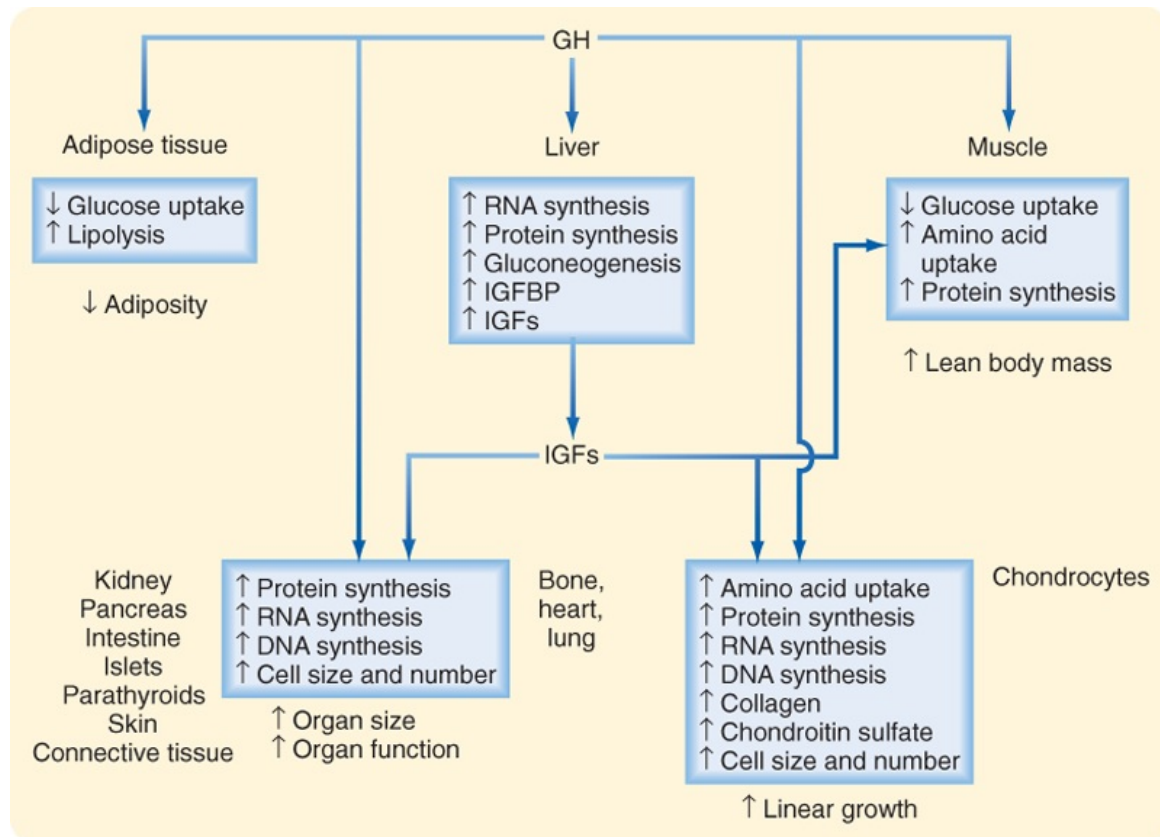 GH
Adipose tissue
↓ Glucose uptake
↑ Lipolysis
↓ Adiposity
Liver
↑ RNA synthesis
↑ Protein synthesis
↑ Gluconeogenesis
↑ IGFBP
↑ IGFs
Muscle
↓ Glucose uptake
↑ Amino acid
uptake
↑ Protein synthesis
↑ Lean body mass
IGFs
Kidney
Pancreas
Intestine
Islets
Parathyroids
Skin
Connective tissue
↑ Protein synthesis
↑ RNA synthesis
↑ DNA synthesis
↑ Cell size and number
↑ Organ size
↑ Organ function
Bone,
heart,
lung
↑ Amino acid uptake
↑ Protein synthesis
↑ RNA synthesis
↑ DNA synthesis
↑ Collagen
↑ Chondroitin sulfate
↑ Cell size and number
↑ Linear growth
Chondrocytes